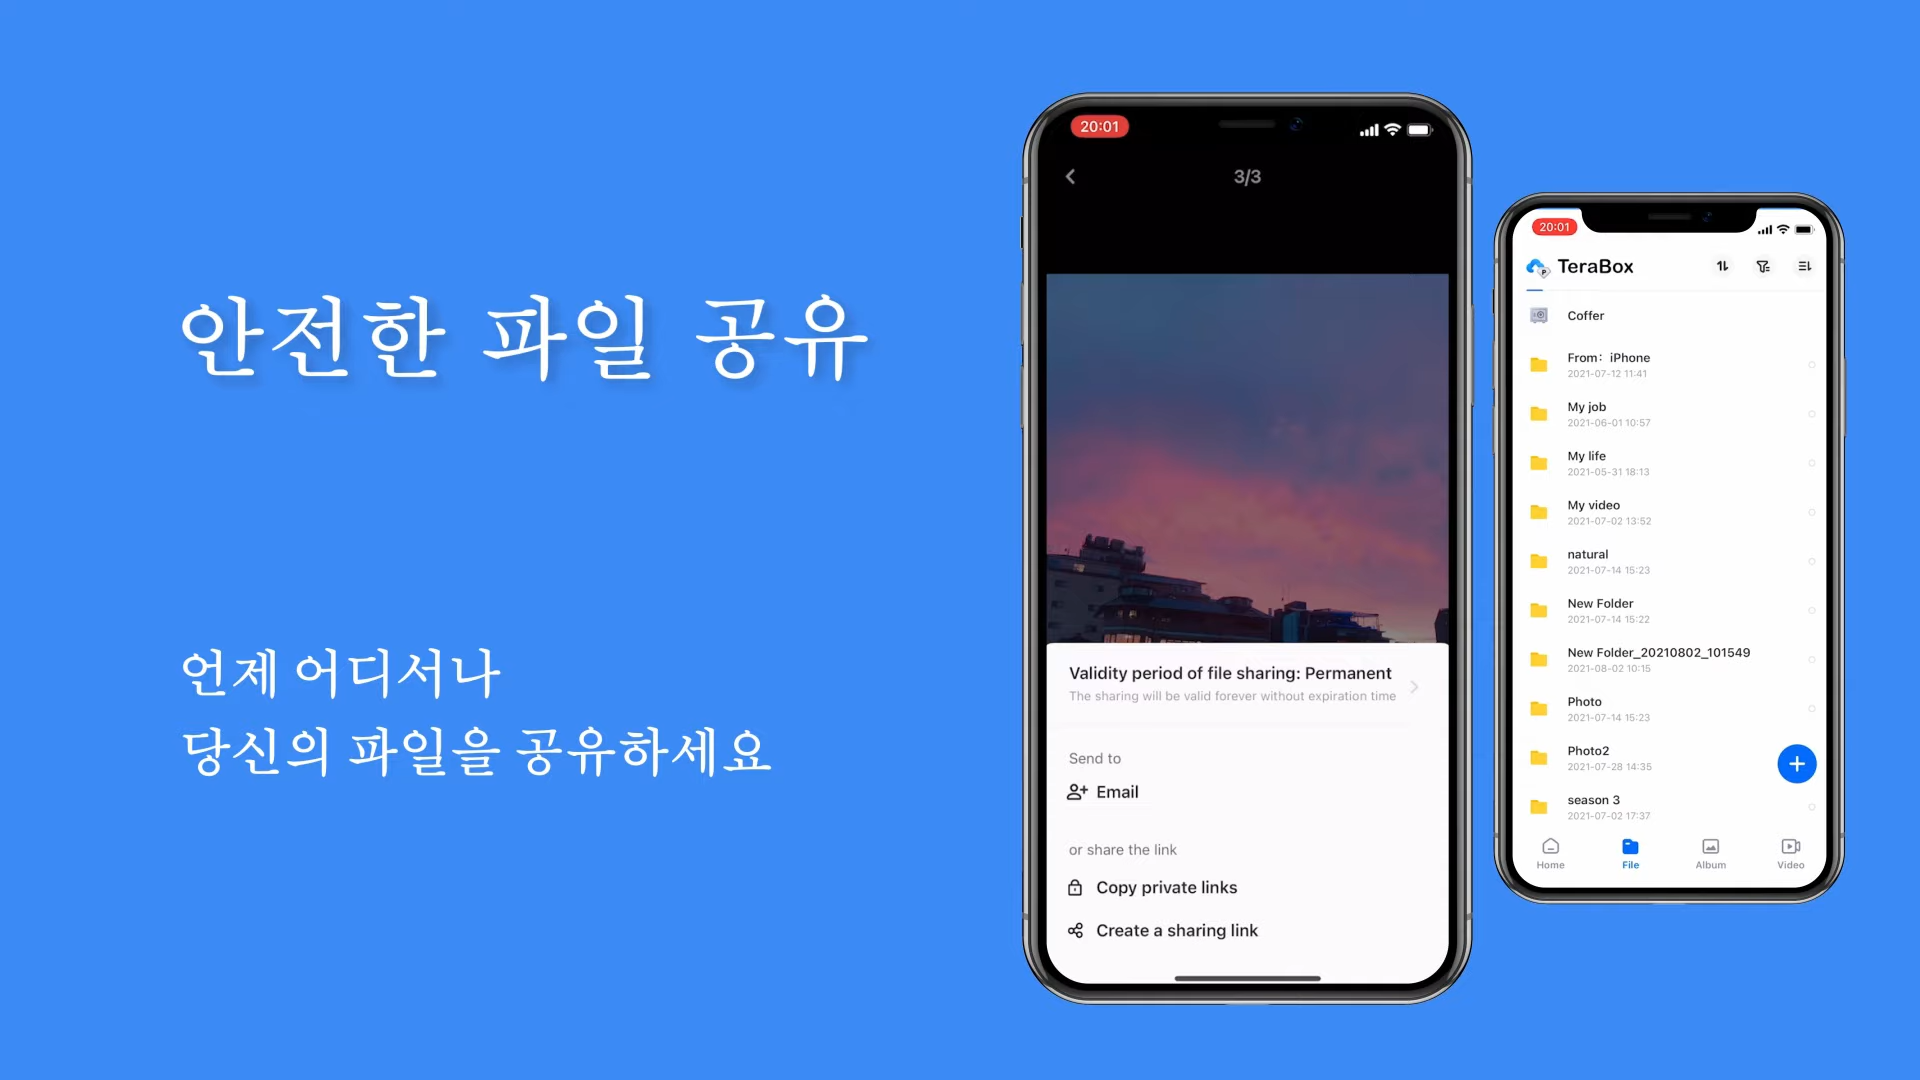 안전한 파일 공유
언제 어디서나
당신의 파일을 공유하세요
20:01
3/3
Validity period of file sharing: Permanent
The sharing will be valid forever without expiration time
Send to
Email
or share the link
Copy private links
Create a sharing link
20:01
TeraBox
Coffer
From: iPhone
2021-07-12 11:41
My job
2021-06-01 10:57
My life
2021-05-31 18:13
My video
2021-07-02 13:52
natural
2021-07-14 15:23
New Folder
2021-07-14 15:22
New Folder_20210802_101549
2021-08-02 10:15
Photo
2021-07-14 15:23
Photo2
2021-07-28 14:35
season 3
2021-07-02 17:37
Home File Album Video